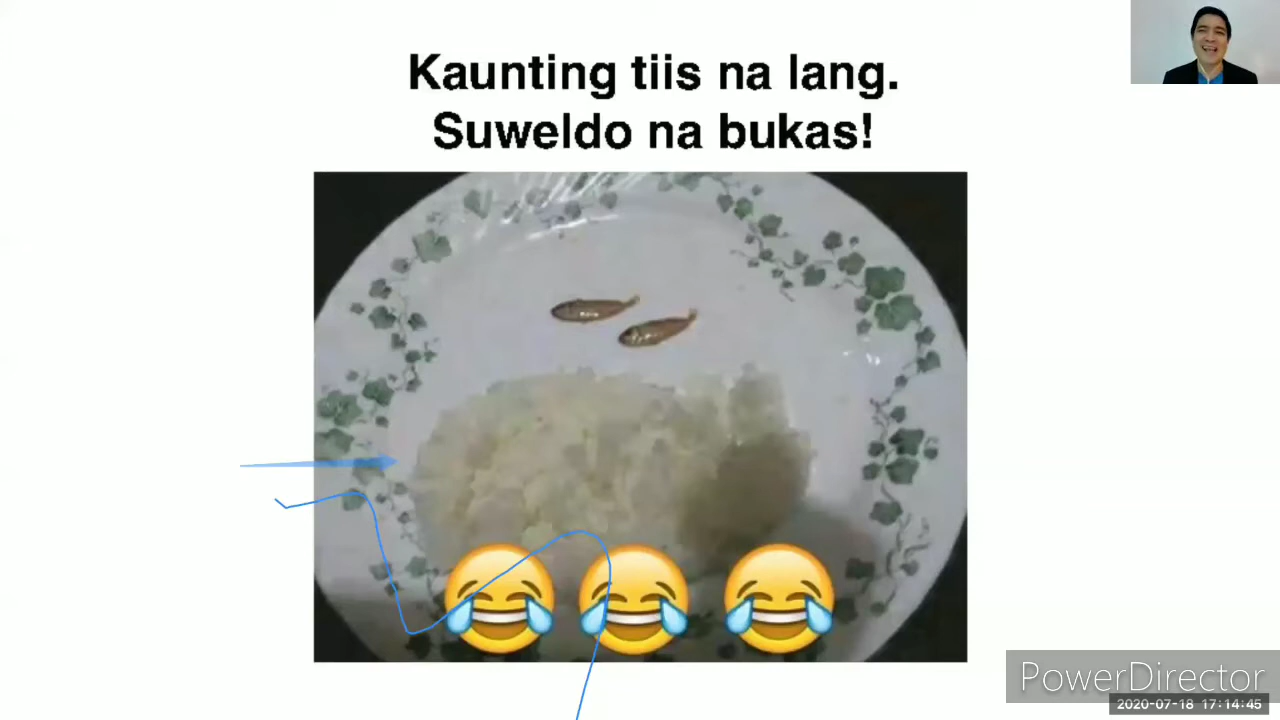 Kaunting tiis na lang.
Suweldo na bukas!
PowerDirector
2020-07-18 17:14:45